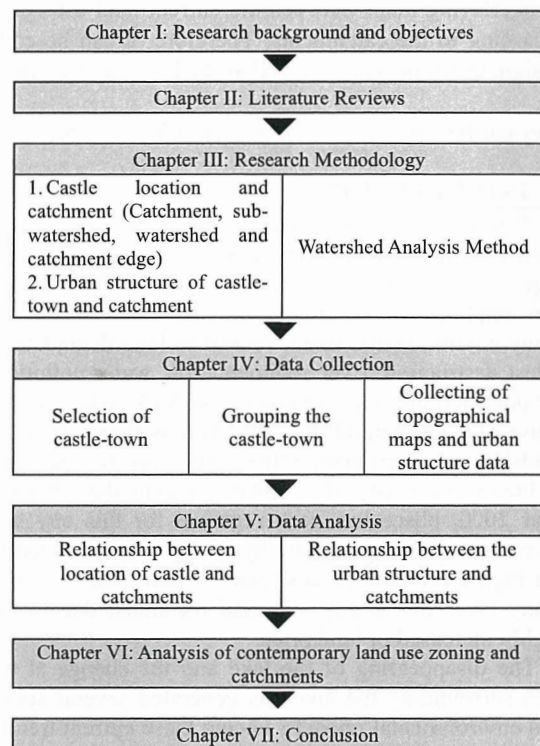 Chapter I: Research background and objectives
Chapter II: Literature Reviews
Chapter III: Research Methodology
1. Castle location and
catchment (Catchment, sub-
watershed, watershed and
catchment edge)
2. Urban structure of castle-
town and catchment
Watershed Analysis Method
Chapter IV: Data Collection
Selection of
castle-town
Grouping the
castle-town
Collecting of
topographical
maps and urban
structure data
Chapter V: Data Analysis
Relationship between
location of castle and
catchments
Relationship between the
urban structure and
catchments
Chapter VI: Analysis of contemporary land use zoning and
catchments
Chapter VII: Conclusion